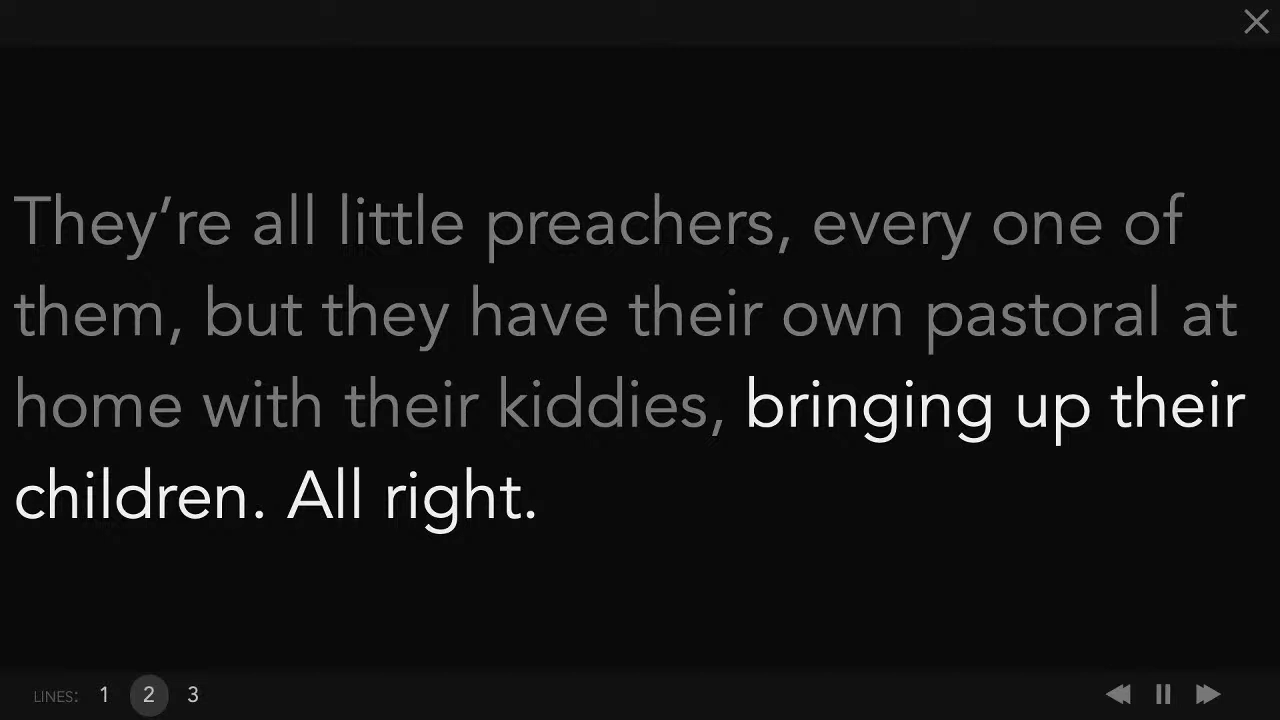 They’re all little preachers, every one of
them, but they have their own pastoral at
home with their kiddies, bringing up their
children. All right.
LINES: 1 2 3